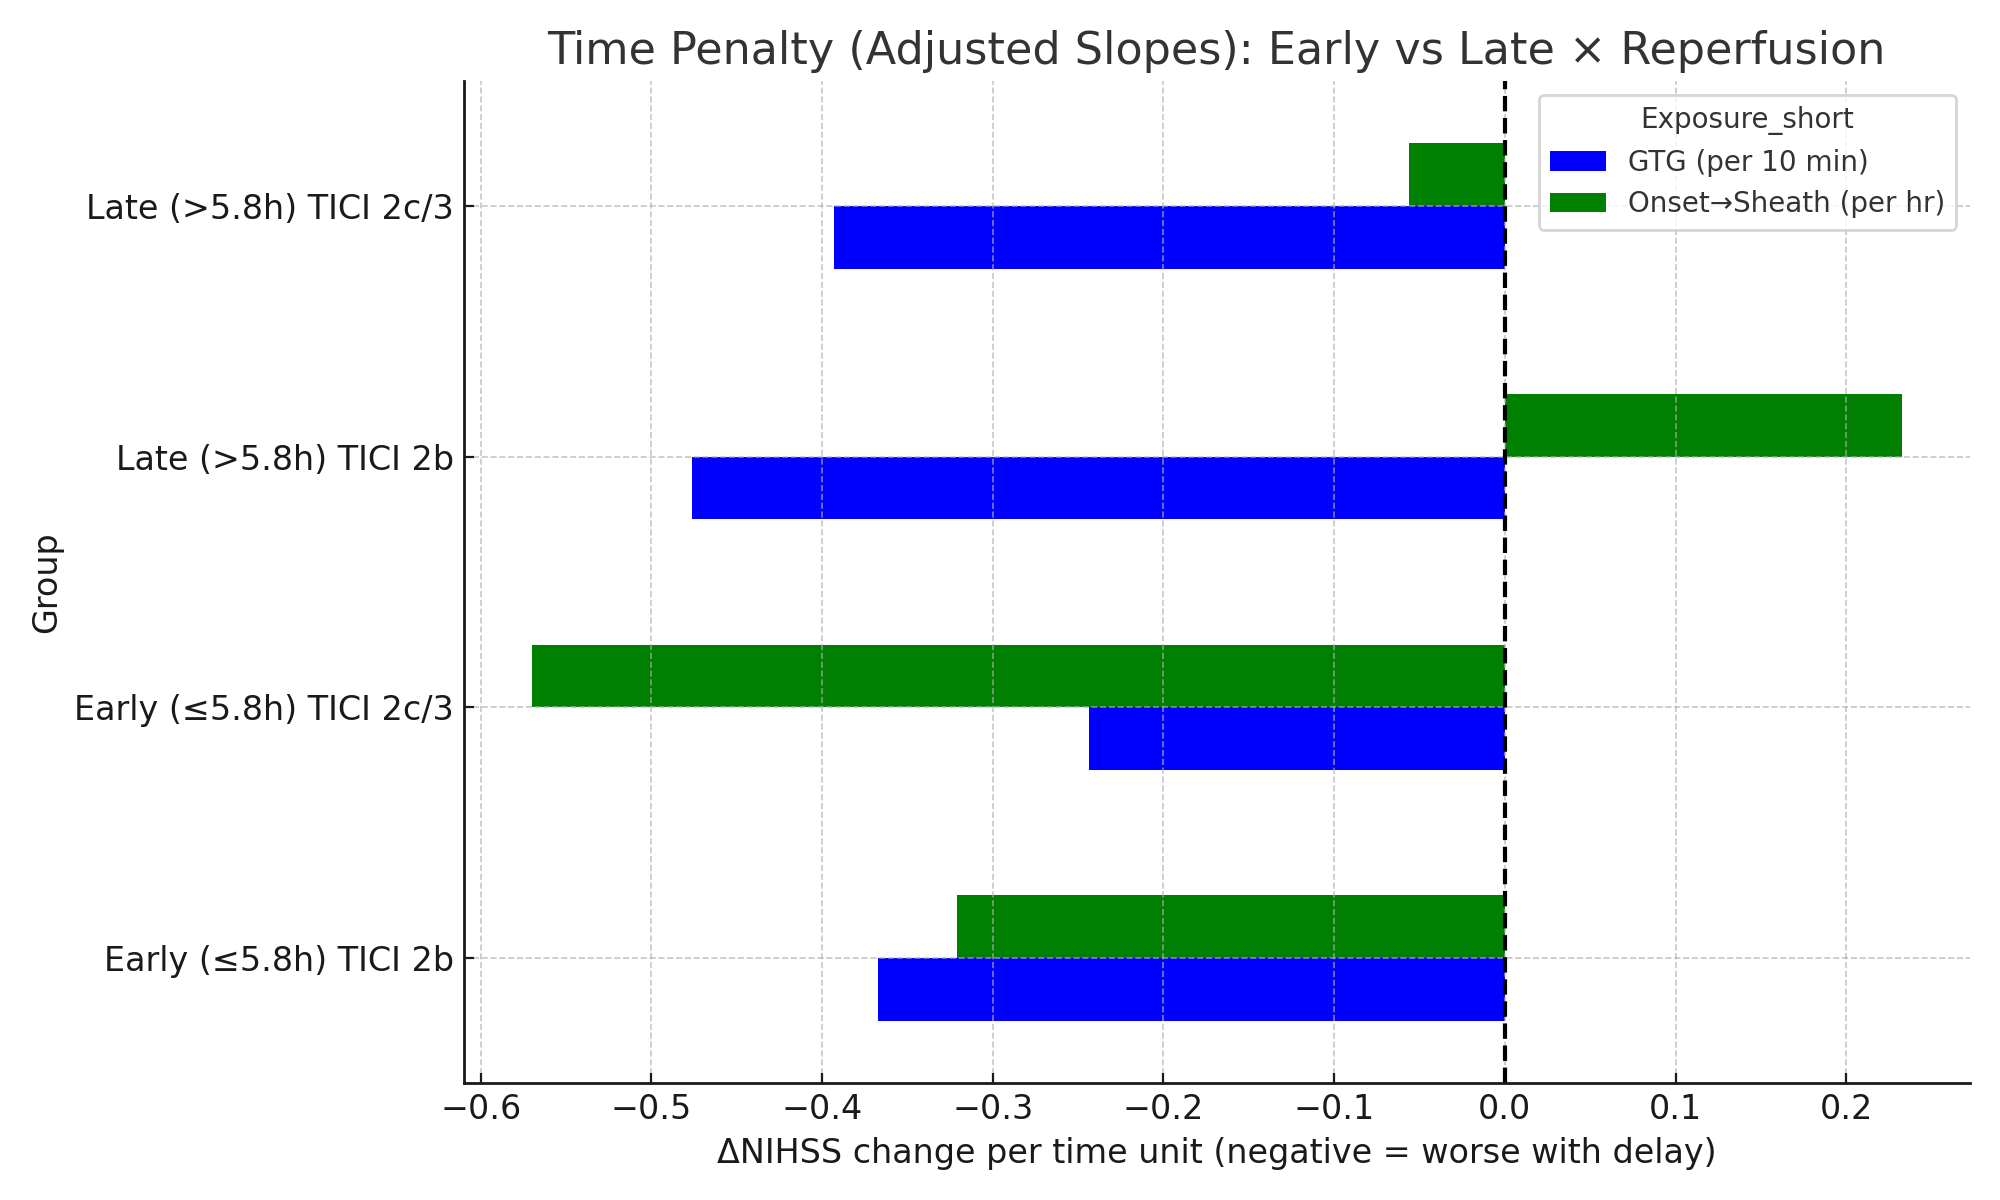 Time Penalty (Adjusted Slopes): Early vs Late × Reperfusion
Exposure_short
GTG (per 10 min)
Onset→Sheath (per hr)
Late (>5.8h) TICI 2c/3
Late (>5.8h) TICI 2b
Early (≤5.8h) TICI 2c/3
Early (≤5.8h) TICI 2b
Group
−0.6 −0.5 −0.4 −0.3 −0.2 −0.1 0.0 0.1 0.2
ΔNIHSS change per time unit (negative = worse with delay)